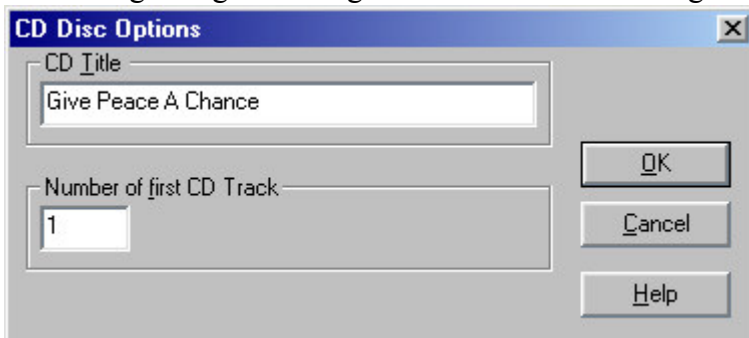 CD Disc Options
CD Title
Give Peace A Chance
OK
Number of first CD Track
1
Cancel
Help